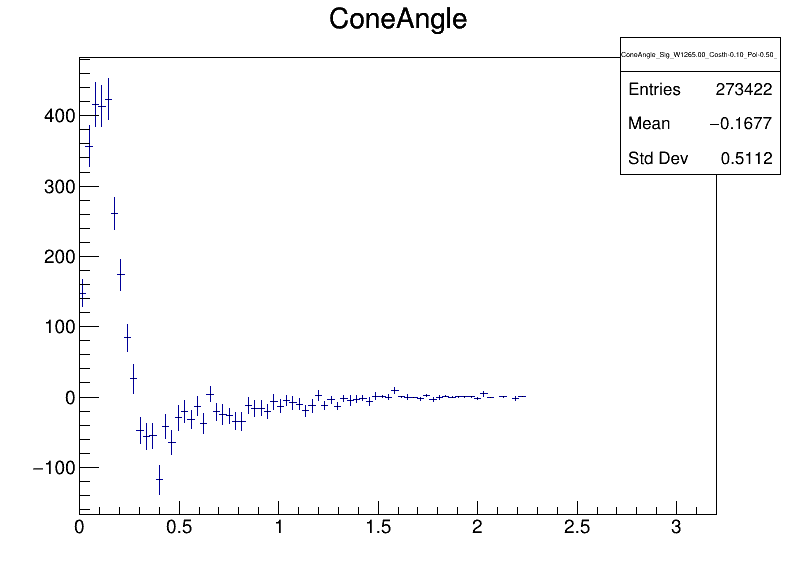 ConeAngle
ConeAngle_Sig_W1265.00_Costh-0.10_Pol-0.50_
Entries 273422
Mean −0.1677
Std Dev 0.5112
400
300
200
100
0
−100
0 0.5 1 1.5 2 2.5 3